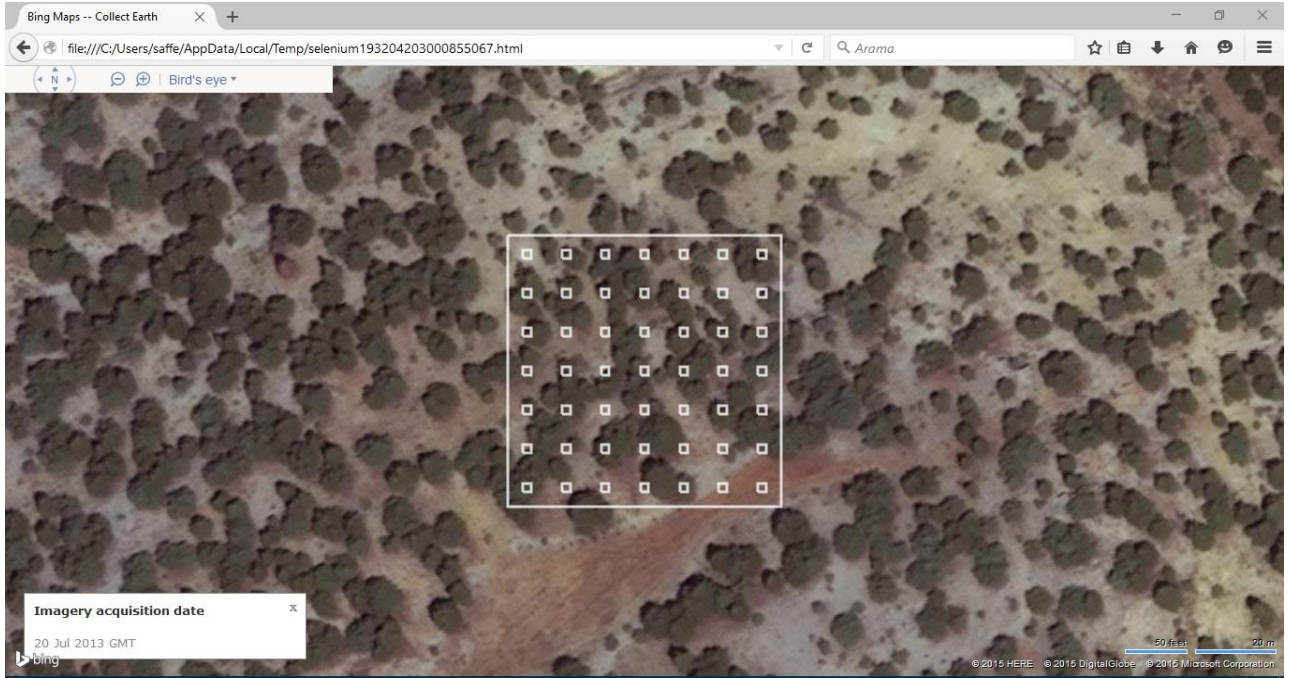 Bing Maps -- Collect Earth
file:///C:/Users/saffe/AppData/Local/Temp/selenium193204203000855067.html
Arama
N
Bird's eye
Imagery acquisition date
x
20 Jul 2013 GMT
bing
50 feet 20 m
© 2015 HERE © 2015 DigitalGlobe © 2015 Microsoft Corporation